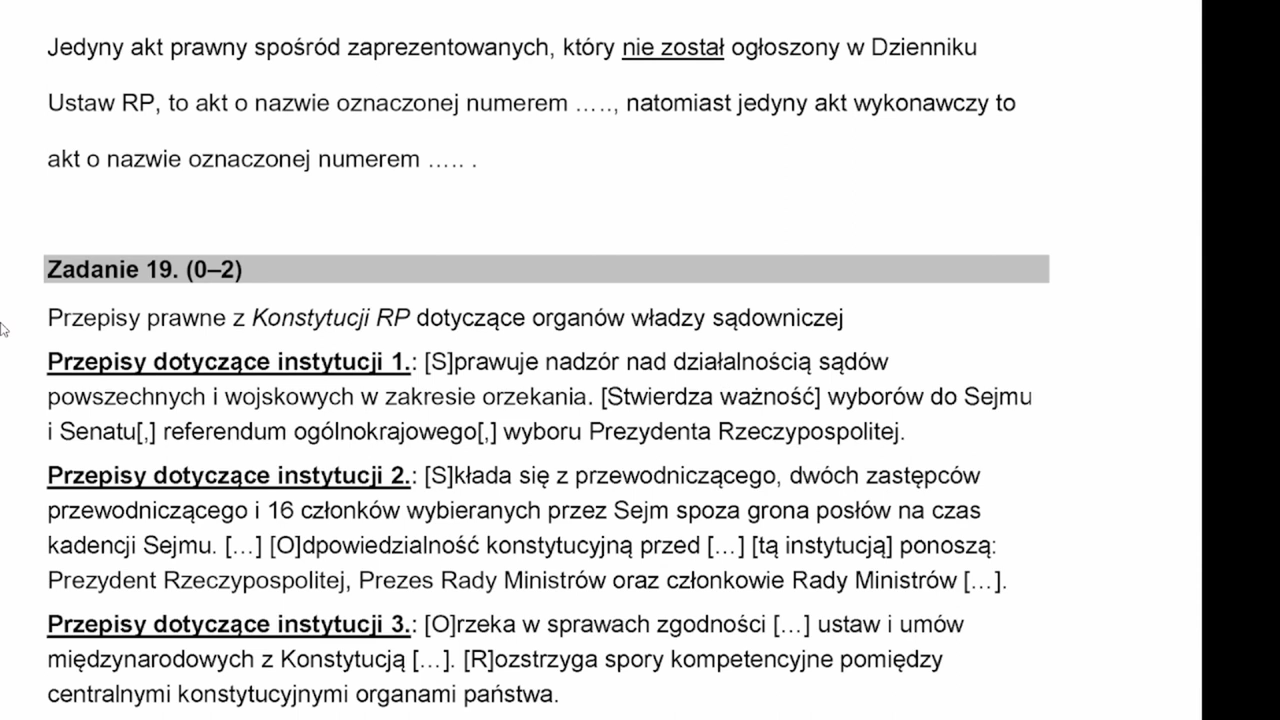 Jedyny akt prawny spośród zaprezentowanych, który nie został ogłoszony w Dzienniku
Ustaw RP, to akt o nazwie oznaczonej numerem ….., natomiast jedyny akt wykonawczy to
akt o nazwie oznaczonej numerem ….. .
Zadanie 19. (0–2)
Przepisy prawne z Konstytucji RP dotyczące organów władzy sądowniczej
Przepisy dotyczące instytucji 1.: [S]prawuje nadzór nad działalnością sądów
powszechnych i wojskowych w zakresie orzekania. [Stwierdza ważność] wyborów do Sejmu
i Senatu[,] referendum ogólnokrajowego[,] wyboru Prezydenta Rzeczypospolitej.
Przepisy dotyczące instytucji 2.: [S]kłada się z przewodniczącego, dwóch zastępców
przewodniczącego i 16 członków wybieranych przez Sejm spoza grona posłów na czas
kadencji Sejmu. […] [O]dpowiedzialność konstytucyjną przed […] [tą instytucją] ponoszą:
Prezydent Rzeczypospolitej, Prezes Rady Ministrów oraz członkowie Rady Ministrów […].
Przepisy dotyczące instytucji 3.: [O]rzeka w sprawach zgodności […] ustaw i umów
międzynarodowych z Konstytucją […]. [R]ozstrzyga spory kompetencyjne pomiędzy
centralnymi konstytucyjnymi organami państwa.